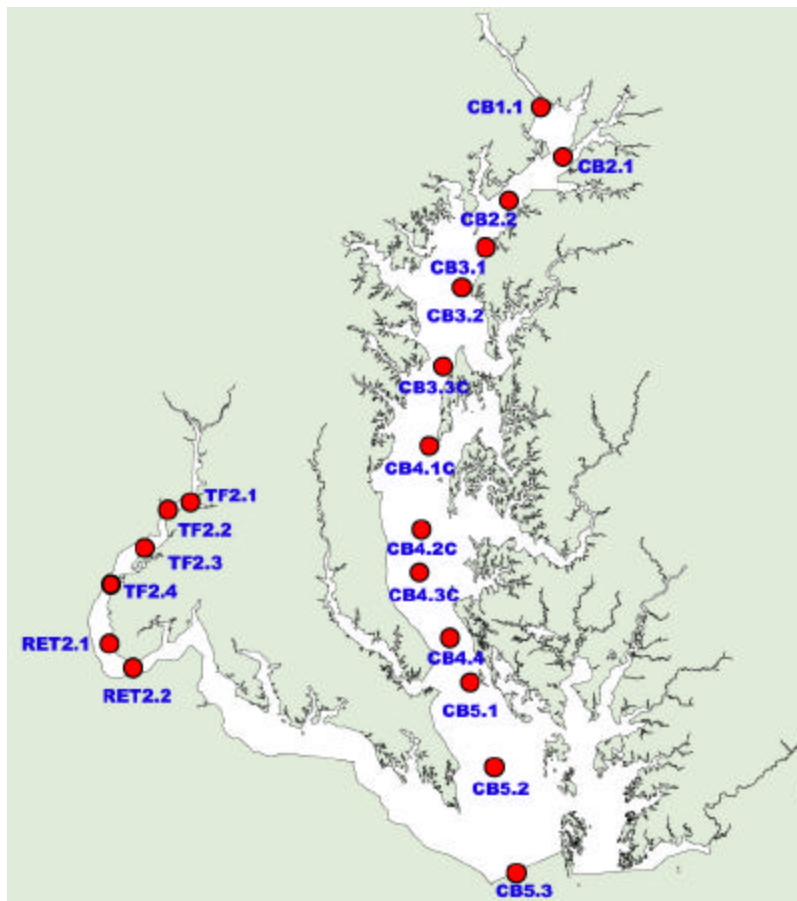 CB1.1
CB2.1
CB2.2
CB3.1
CB3.2
CB3.3C
CB4.1C
TF2.1
TF2.2
CB4.2C
TF2.3
CB4.3C
TF2.4
RET2.1
CB4.4
RET2.2
CB5.1
CB5.2
CB5.3